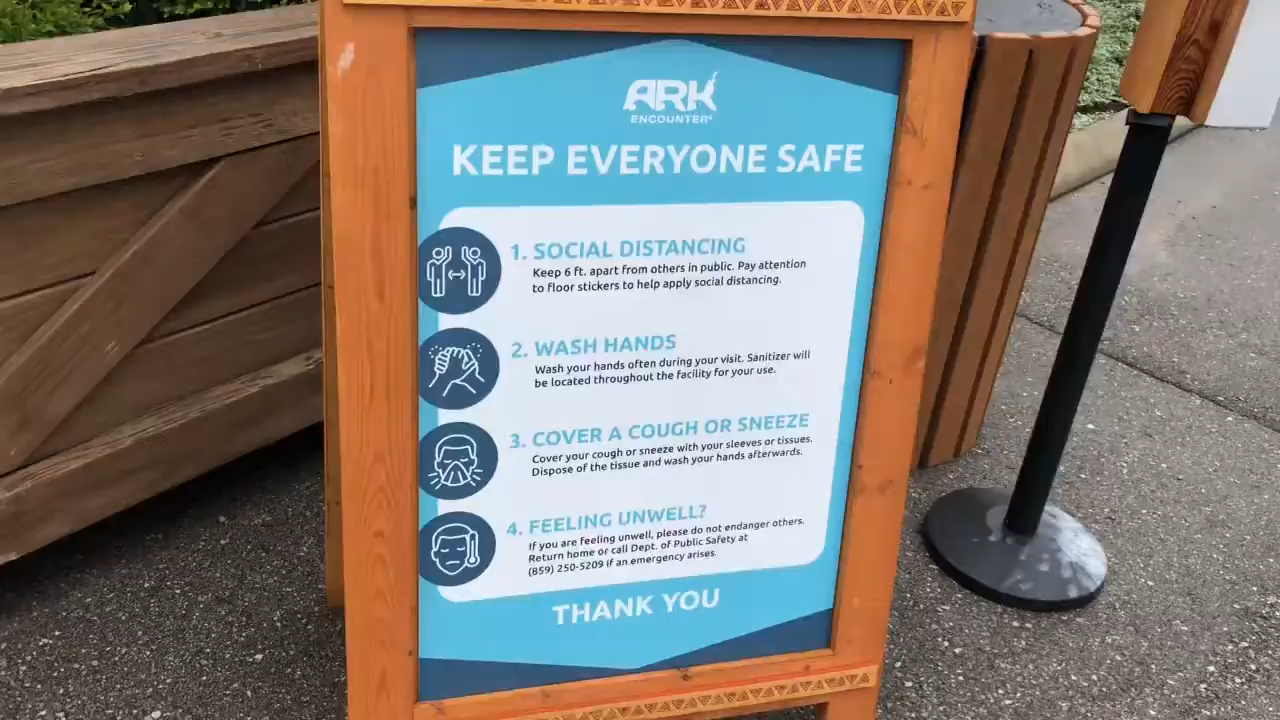 ARK
ENCOUNTER
KEEP EVERYONE SAFE
1. SOCIAL DISTANCING
Keep 6 ft. apart from others in public. Pay attention
to floor stickers to help apply social distancing.
2. WASH HANDS
Wash your hands often during your visit. Sanitizer will
be located throughout the facility for your use.
3. COVER A COUGH OR SNEEZE
Cover your cough or sneeze with your sleeves or tissues.
Dispose of the tissue and wash your hands afterwards.
4. FEELING UNWELL?
If you are feeling unwell, please do not endanger others.
Return home or call Dept. of Public Safety at
(859) 250-5209 if an emergency arises.
THANK YOU